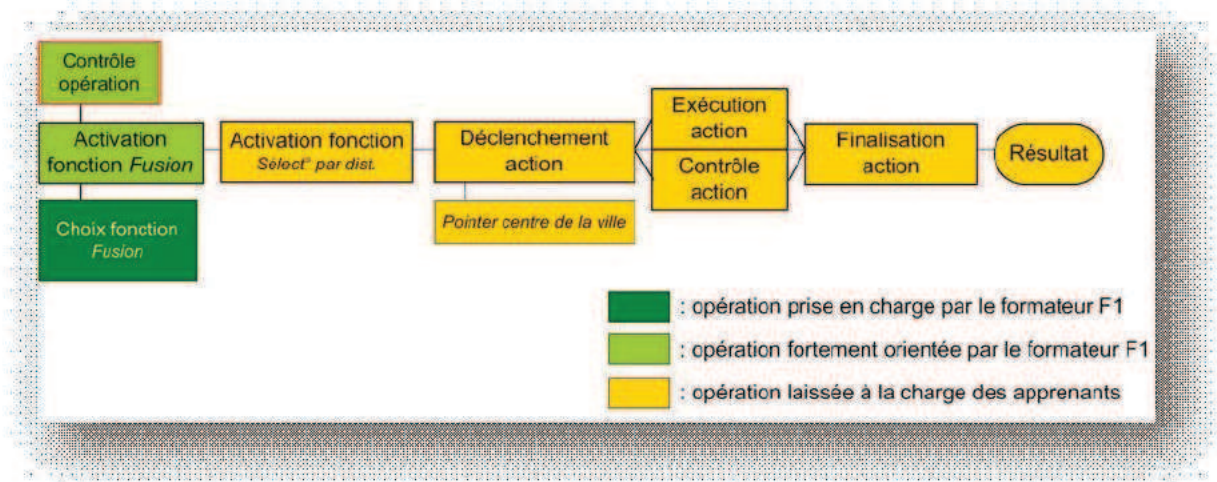 Contrôle
opération
Activation
fonction Fusion
Choix fonction
Fusion
Activation fonction
Sélect° par dist.
Déclenchement
action
Pointer centre de la ville
Exécution
action
Contrôle
action
Finalisation
action
Résultat
: opération prise en charge par le formateur F1
: opération fortement orientée par le formateur F1
: opération laissée à la charge des apprenants